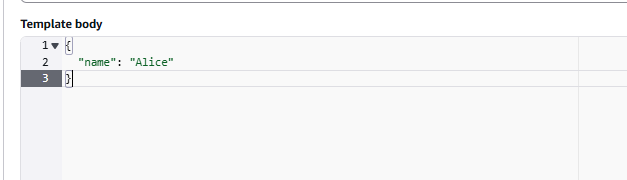 Template body
1 {
2   "name": "Alice"
3 }